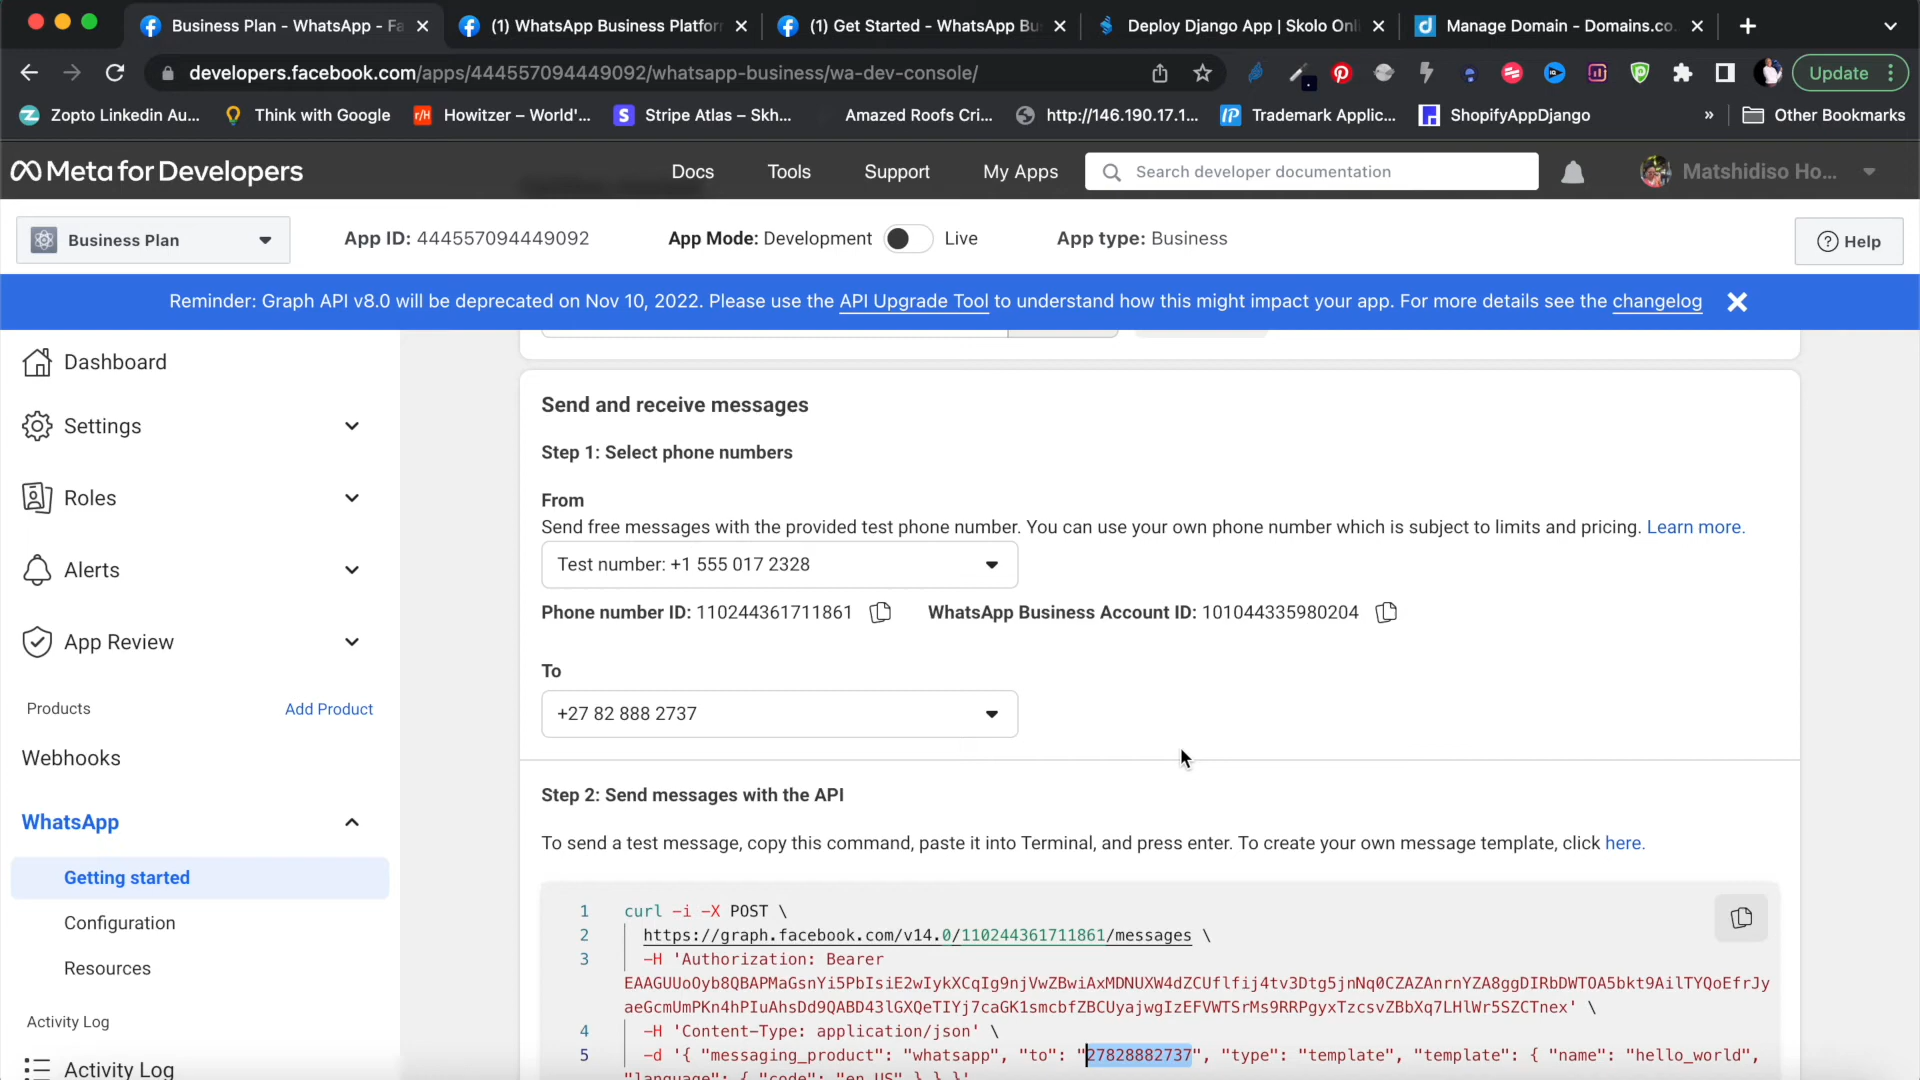 Business Plan - WhatsApp - Fa
(1) WhatsApp Business Platfor
(1) Get Started - WhatsApp Bu
Deploy Django App | Skolo Onli
Manage Domain - Domains.co.
developers.facebook.com/apps/444557094449092/whatsapp-business/wa-dev-console/
Update
Zopto Linkedin Au...
Think with Google
Howitzer – World'...
Stripe Atlas – Skh...
Amazed Roofs Cri...
http://146.190.17.1...
Trademark Applic...
ShopifyAppDjango
»
Other Bookmarks
Meta for Developers
Docs
Tools
Support
My Apps
Search developer documentation
Matshidiso Ho...
Business Plan
App ID: 444557094449092
App Mode: Development
Live
App type: Business
Help
Reminder: Graph API v8.0 will be deprecated on Nov 10, 2022. Please use the API Upgrade Tool to understand how this might impact your app. For more details see the changelog
Dashboard
Settings
Roles
Alerts
App Review
Products
Add Product
Webhooks
WhatsApp
Getting started
Configuration
Resources
Activity Log
Activity Log
Send and receive messages
Step 1: Select phone numbers
From
Send free messages with the provided test phone number. You can use your own phone number which is subject to limits and pricing. Learn more.
Test number: +1 555 017 2328
Phone number ID: 110244361711861
WhatsApp Business Account ID: 101044335980204
To
+27 82 888 2737
Step 2: Send messages with the API
To send a test message, copy this command, paste it into Terminal, and press enter. To create your own message template, click here.
1 curl -i -X POST \
2 https://graph.facebook.com/v14.0/110244361711861/messages \
3 -H 'Authorization: Bearer
EAAGUUoOyb8QBAPMaGsnYi5PbIsiE2wIykXCqIg9njVwZBwiAxMDNUXW4dZCUflfij4tv3Dtg5jnNq0CZAZAnrnYZA8ggDIRbDWTOA5bkt9AilTYQoEfrJy
aeGcmUmPKn4hPIuAhsDd9QABD43lGXQeTIYj7caGK1smcbfZBCUyajwgIzEFVWTSrMs9RRPgyxTzcsvZBbXq7LHlWr5SZCTnex' \
4 -H 'Content-Type: application/json' \
5 -d '{ "messaging_product": "whatsapp", "to": "27828882737", "type": "template", "template": { "name": "hello_world",
"language": { "code": "en_US" } } }'